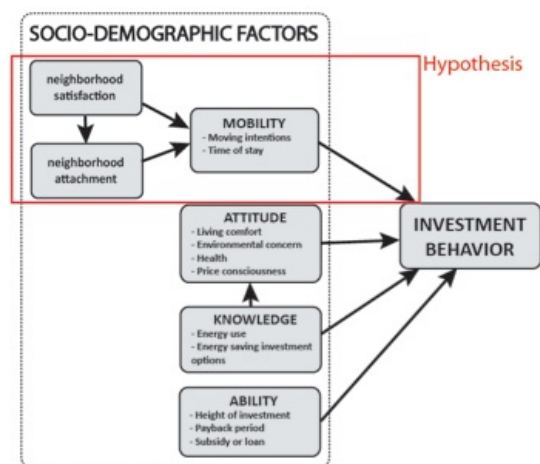 SOCIO-DEMOGRAPHIC FACTORS
Hypothesis
neighborhood
satisfaction
MOBILITY
- Moving intentions
- Time of stay
neighborhood
attachment
ATTITUDE
- Living comfort
- Environmental concern
- Health
- Price consciousness
INVESTMENT
BEHAVIOR
KNOWLEDGE
- Energy use
- Energy saving investment
options
ABILITY
- Height of investment
- Payback period
- Subsidy or loan